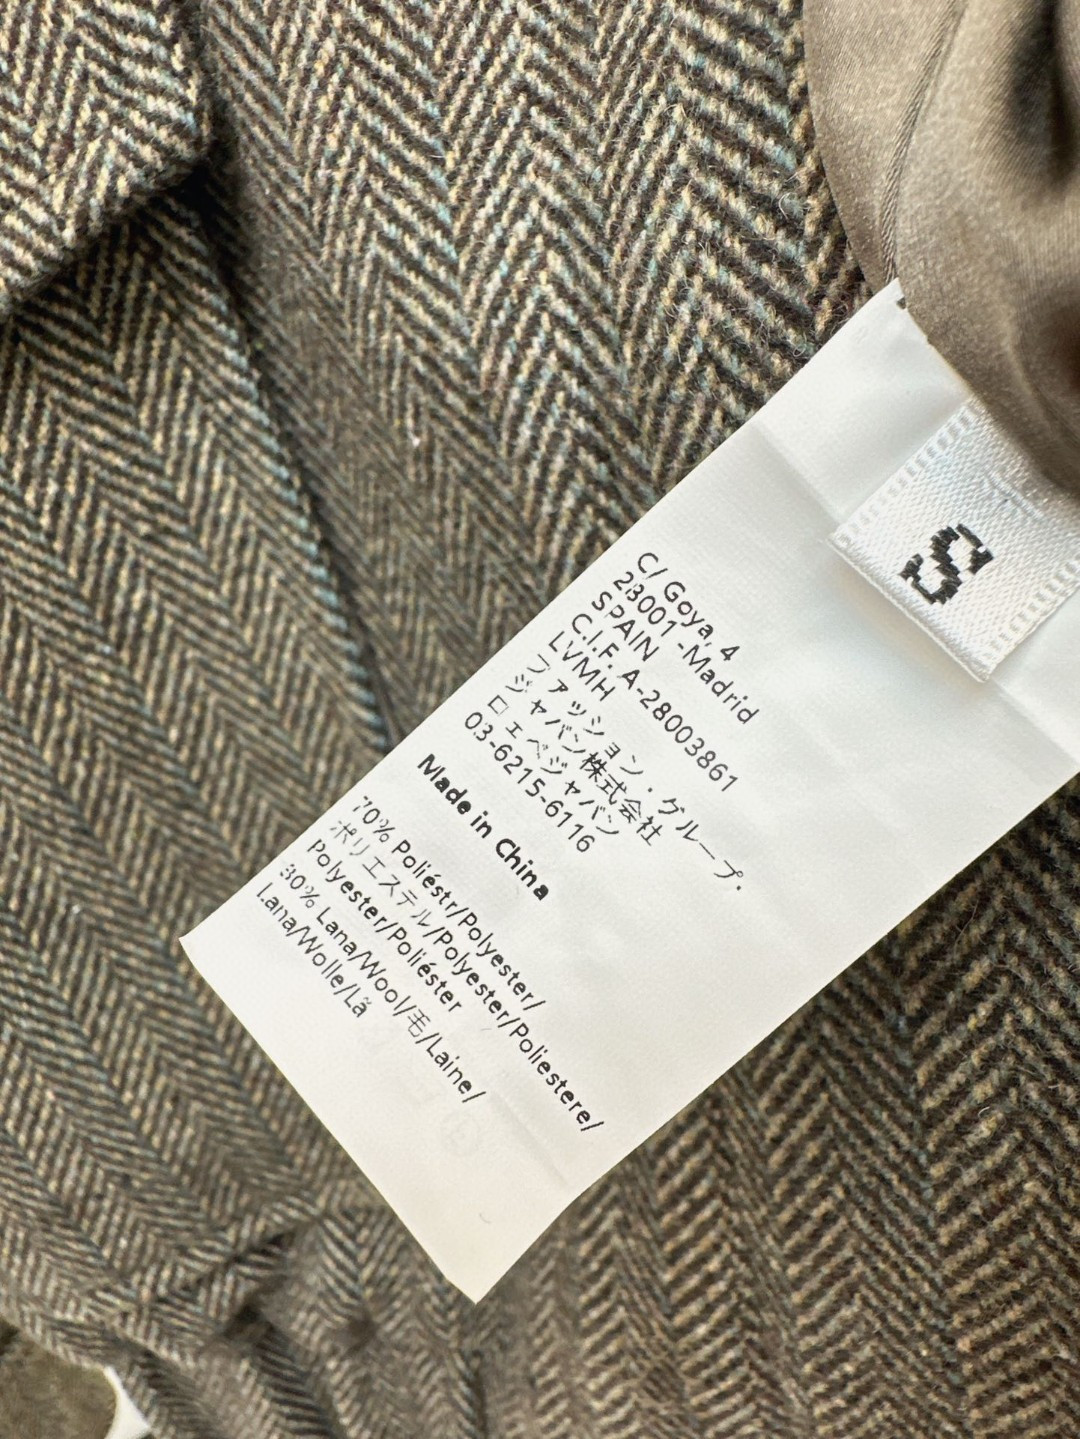 S
C/ Goya, 4
28001 -Madrid
SPAIN
C.I.F. A-28003861
LVMH
ファッション・グループ・
ジャパン株式会社
ロエベジャパン
03-6215-6116
Made in China
70% Poliéstr/Polyester/
ポリエステル/Polyester/Poliestere/
Polyester/Poliéster
30% Lana/Wool/毛/Laine/
Lana/Wolle/Lã